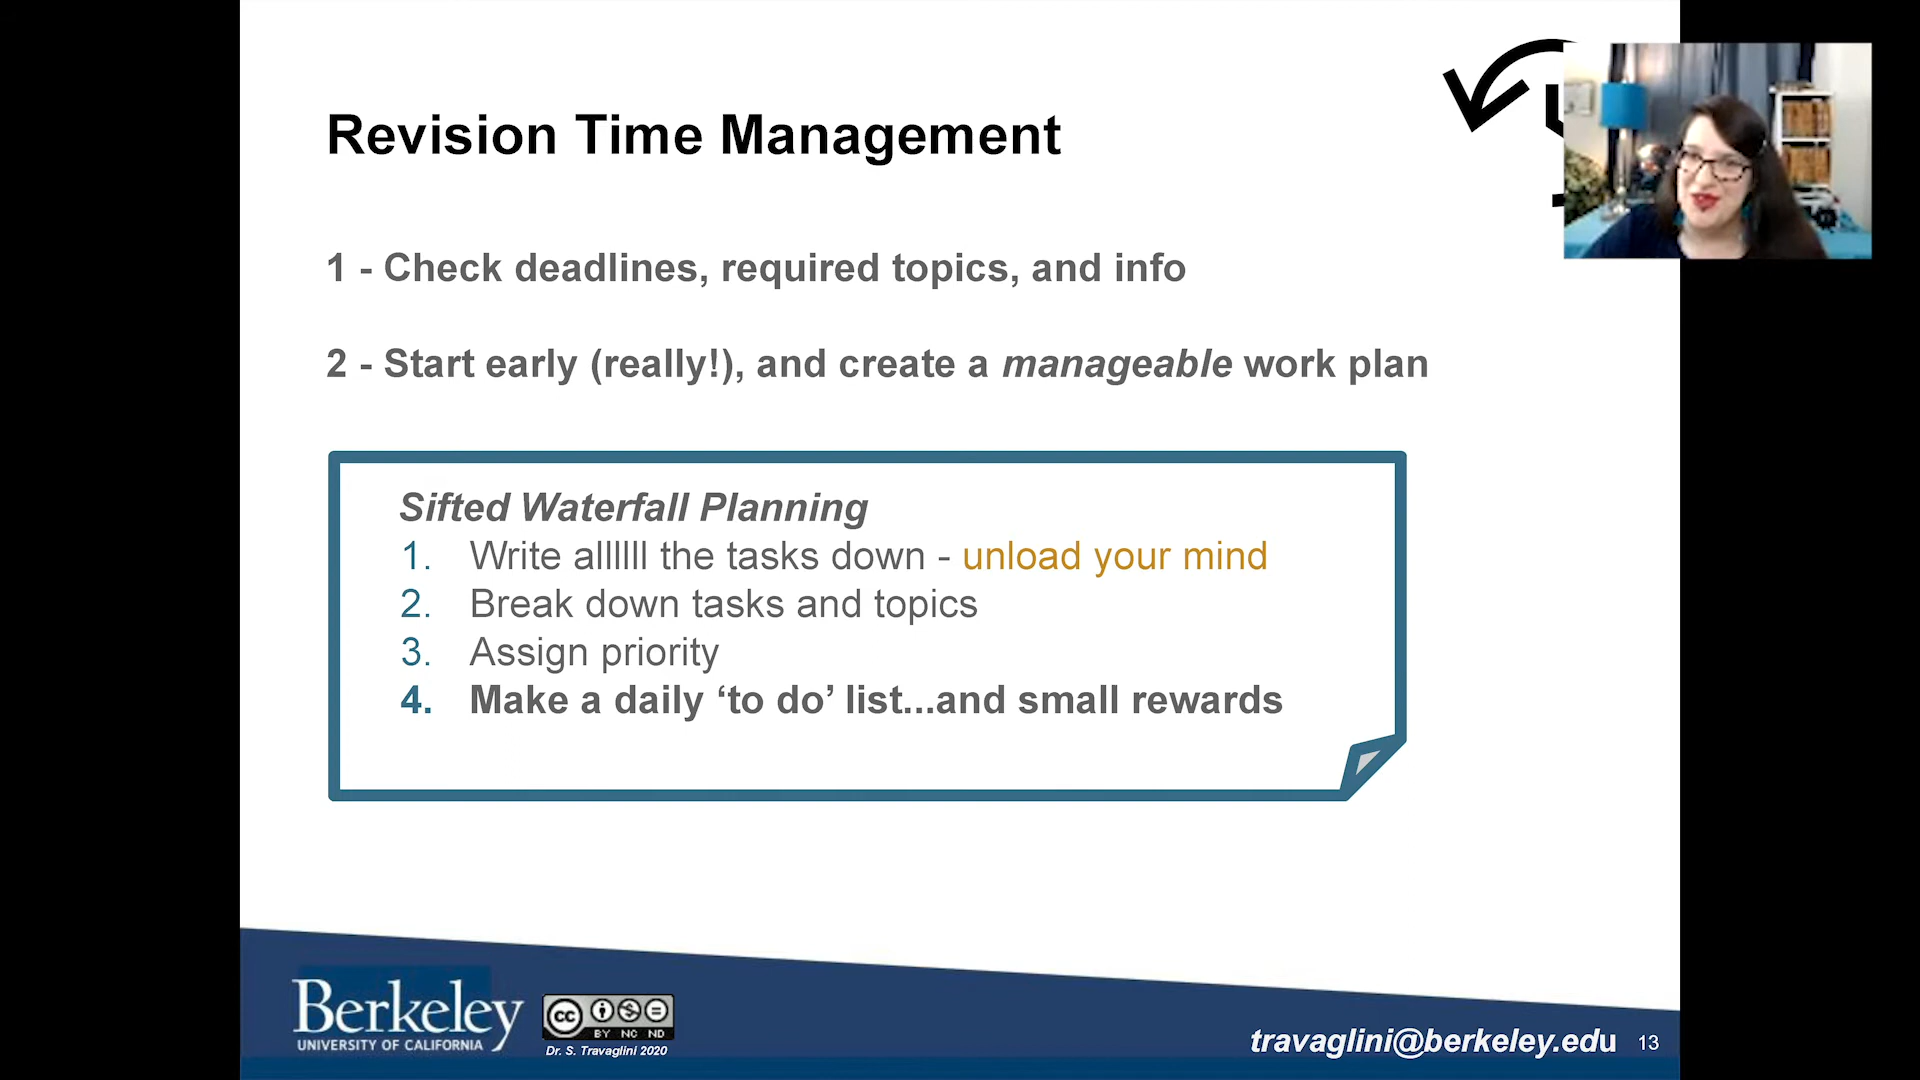 Revision Time Management
1 - Check deadlines, required topics, and info
2 - Start early (really!), and create a manageable work plan
Sifted Waterfall Planning
1. Write allllll the tasks down - unload your mind
2. Break down tasks and topics
3. Assign priority
4. Make a daily ‘to do’ list...and small rewards
Berkeley
UNIVERSITY OF CALIFORNIA
cc
BY NC ND
Dr. S. Travaglini 2020
travaglini@berkeley.edu
13